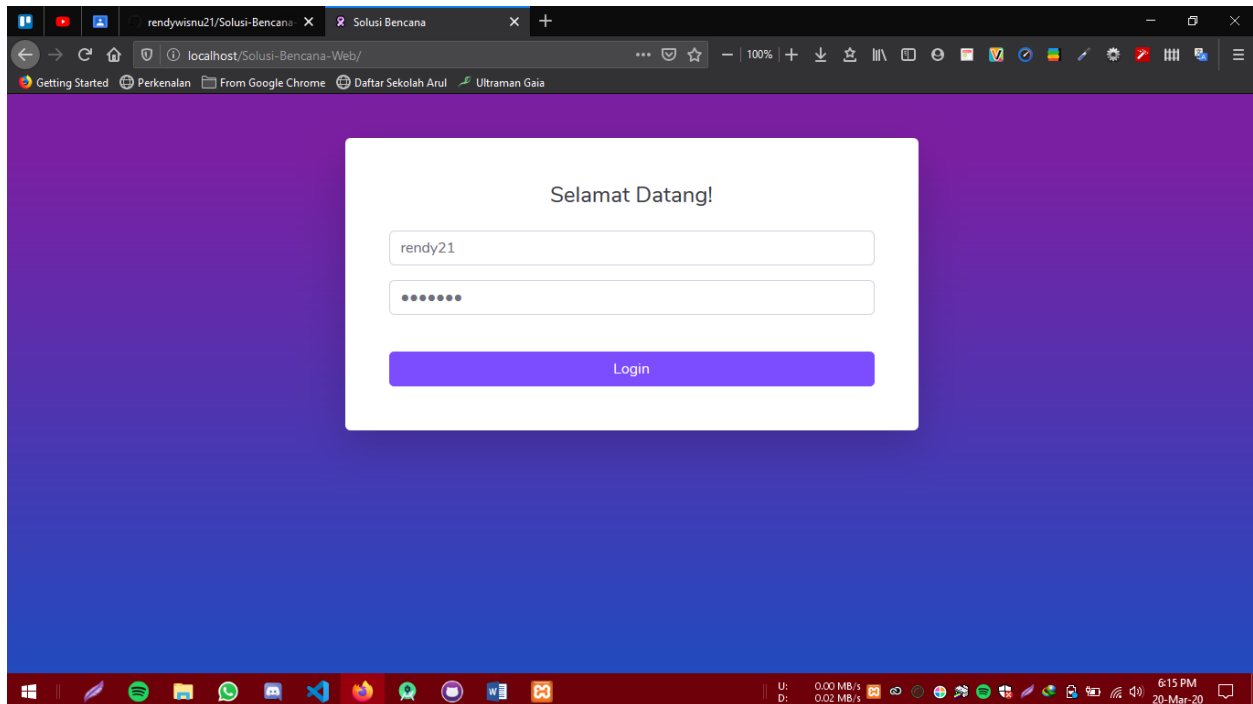 rendywisnu21/Solusi-Bencana-
Solusi Bencana
localhost/Solusi-Bencana-Web/
100%
Getting Started
Perkenalan
From Google Chrome
Daftar Sekolah Arul
Ultraman Gaia
Selamat Datang!
rendy21
●●●●●●●
Login
U: 0.00 MB/s
D: 0.02 MB/s
6:15 PM
20-Mar-20